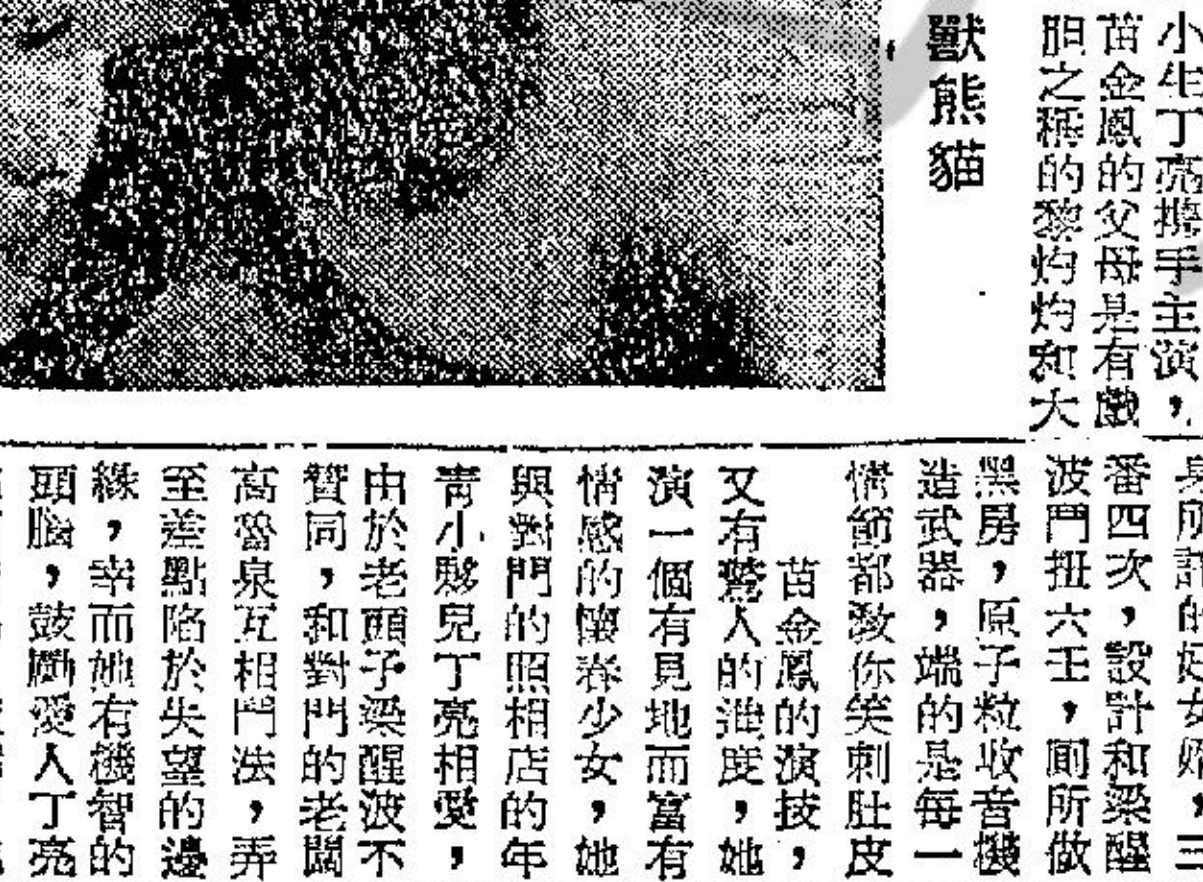 小生丁亮携手主演，
苗金鳳的父母是有戲
胆之稱的黎灼灼和大
獸熊貓
身所許的好女婿，三
番四次，設計和梁醒
波鬥扭六壬，厠所做
黑房，原子粒收音機
造武器，端的是每一
情節都教你笑刺肚皮
苗金鳳的演技，
又有驚人的進度，她
演一個有見地而富有
情感的懷春少女，她
與對門的照相店的年
青小夥兒丁亮相愛，
由於老頭子梁醒波不
贊同，和對門的老闆
高魯泉互相鬥法，弄
至差點陷於失望的邊
緣，幸而她有機智的
頭腦，鼓勵愛人丁亮